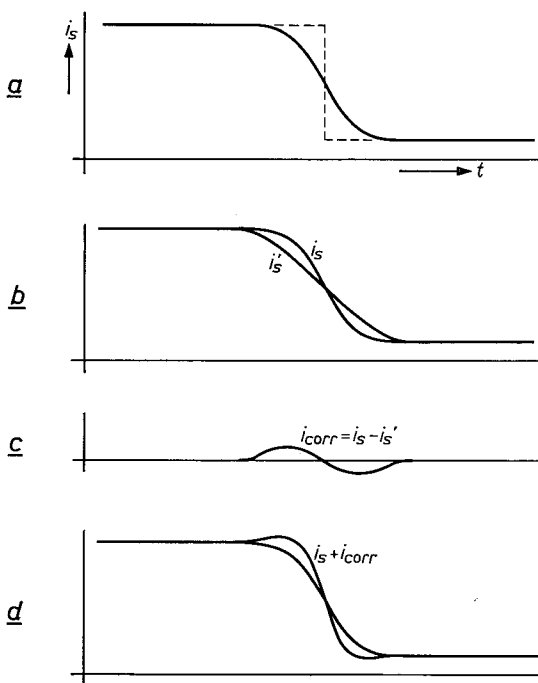 i_s
a
t
i_s
i_s'
b
i_corr = i_s - i_s'
c
i_s + i_corr
d